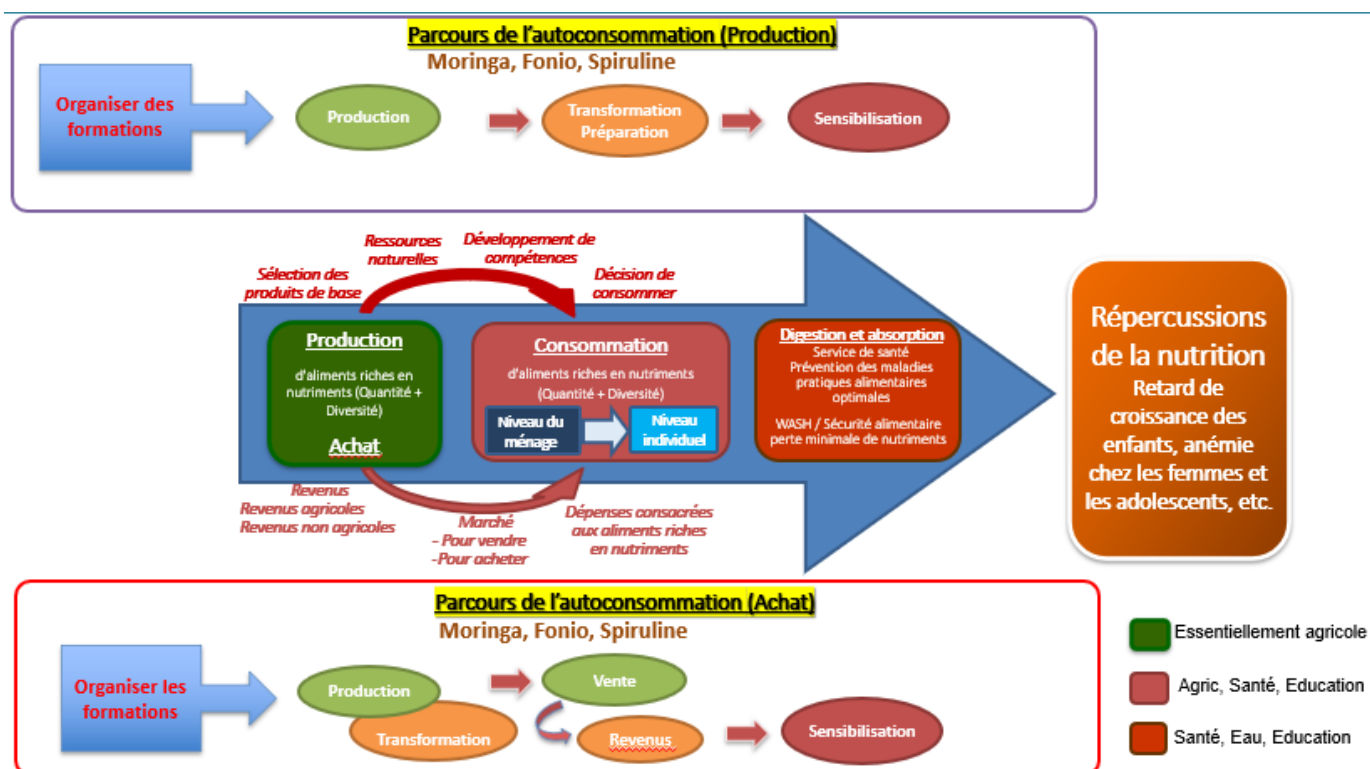 Parcours de l'autoconsommation (Production)
Moringa, Fonio, Spiruline
Organiser des
formations
Production
Transformation
Préparation
Sensibilisation
Ressources
naturelles
Développement de
compétences
Sélection des
produits de base
Décision de
consommer
Production
d'aliments riches en
nutriments (Quantité +
Diversité)
Achat
Consommation
d'aliments riches en nutriments
(Quantité + Diversité)
Niveau du
ménage
Niveau
individuel
Digestion et absorption
Service de santé
Prévention des maladies
pratiques alimentaires
optimales
WASH / Sécurité alimentaire
perte minimale de nutriments
Répercussions
de la nutrition
Retard de
croissance des
enfants, anémie
chez les femmes et
les adolescents, etc.
Revenus
Revenus agricoles
Revenus non agricoles
Marché
- Pour vendre
-Pour acheter
Dépenses consacrées
aux aliments riches
en nutriments
Parcours de l'autoconsommation (Achat)
Moringa, Fonio, Spiruline
Organiser les
formations
Production
Transformation
Vente
Revenus
Sensibilisation
Essentiellement agricole
Agric, Santé, Education
Santé, Eau, Education